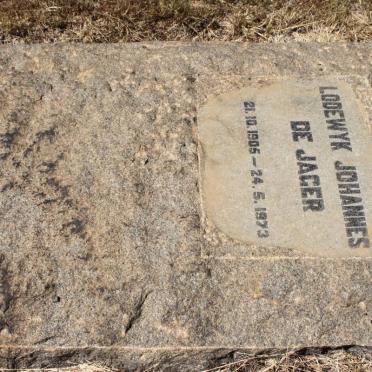 LODEWYK JOHANNES
DE JAGER
21.10.1905 — 24.5.1973